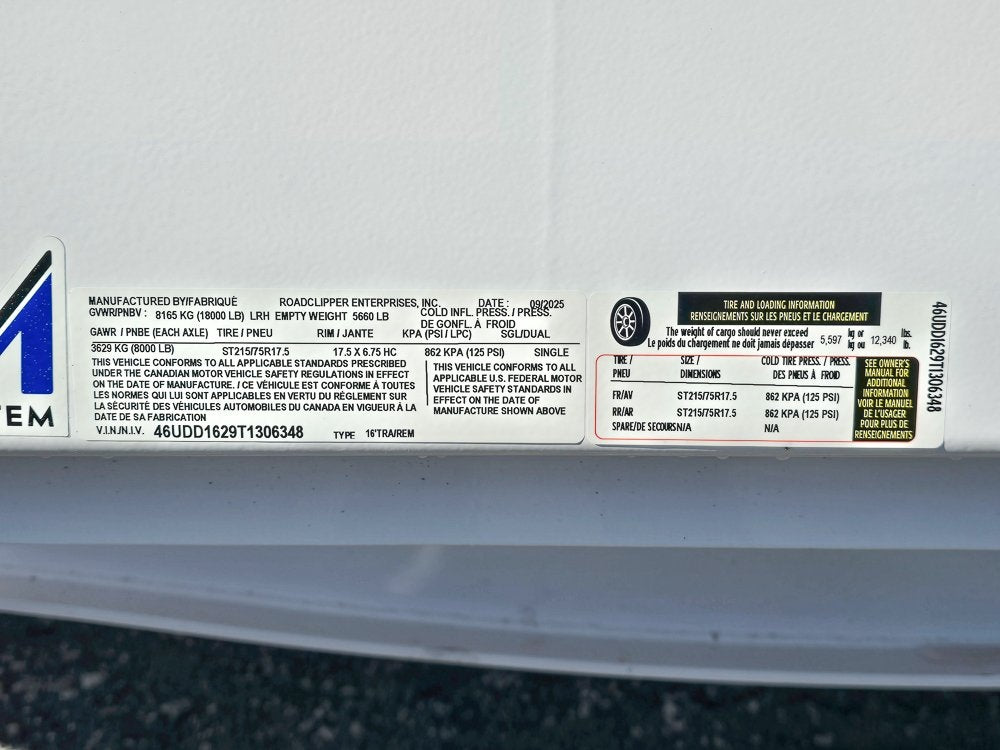 TEM
MANUFACTURED BY/FABRIQUÉ ROADCLIPPER ENTERPRISES, INC. DATE : 09/2025
GVWR/PNBV : 8165 KG (18000 LB) LRH EMPTY WEIGHT 5660 LB COLD INFL. PRESS. / PRESS.
DE GONFL. À FROID
GAWR / PNBE (EACH AXLE) TIRE / PNEU RIM / JANTE KPA (PSI / LPC) SGL/DUAL
3629 KG (8000 LB) ST215/75R17.5 17.5 X 6.75 HC 862 KPA (125 PSI) SINGLE
THIS VEHICLE CONFORMS TO ALL APPLICABLE STANDARDS PRESCRIBED
UNDER THE CANADIAN MOTOR VEHICLE SAFETY REGULATIONS IN EFFECT
ON THE DATE OF MANUFACTURE. / CE VÉHICULE EST CONFORME À TOUTES
LES NORMES QUI LUI SONT APPLICABLES EN VERTU DU RÈGLEMENT SUR
LA SÉCURITÉ DES VÉHICULES AUTOMOBILES DU CANADA EN VIGUEUR À LA
DATE DE SA FABRICATION
THIS VEHICLE CONFORMS TO ALL
APPLICABLE U.S. FEDERAL MOTOR
VEHICLE SAFETY STANDARDS IN
EFFECT ON THE DATE OF
MANUFACTURE SHOWN ABOVE
V.I.N./N.I.V. 46UDD1629T1306348 TYPE 16'TRA/REM
TIRE AND LOADING INFORMATION
RENSEIGNEMENTS SUR LES PNEUS ET LE CHARGEMENT
The weight of cargo should never exceed
Le poids du chargement ne doit jamais dépasser
5,597 kg or kg ou 12,340 lbs. lb.
TIRE / SIZE / COLD TIRE PRESS. / PRESS.
PNEU DIMENSIONS DES PNEUS À FROID
FR/AV ST215/75R17.5 862 KPA (125 PSI)
RR/AR ST215/75R17.5 862 KPA (125 PSI)
SPARE/DE SECOURS N/A N/A
SEE OWNER'S
MANUAL FOR
ADDITIONAL
INFORMATION
VOIR LE MANUEL
DE L'USAGER
POUR PLUS DE
RENSEIGNEMENTS
46UDD1629T1306348